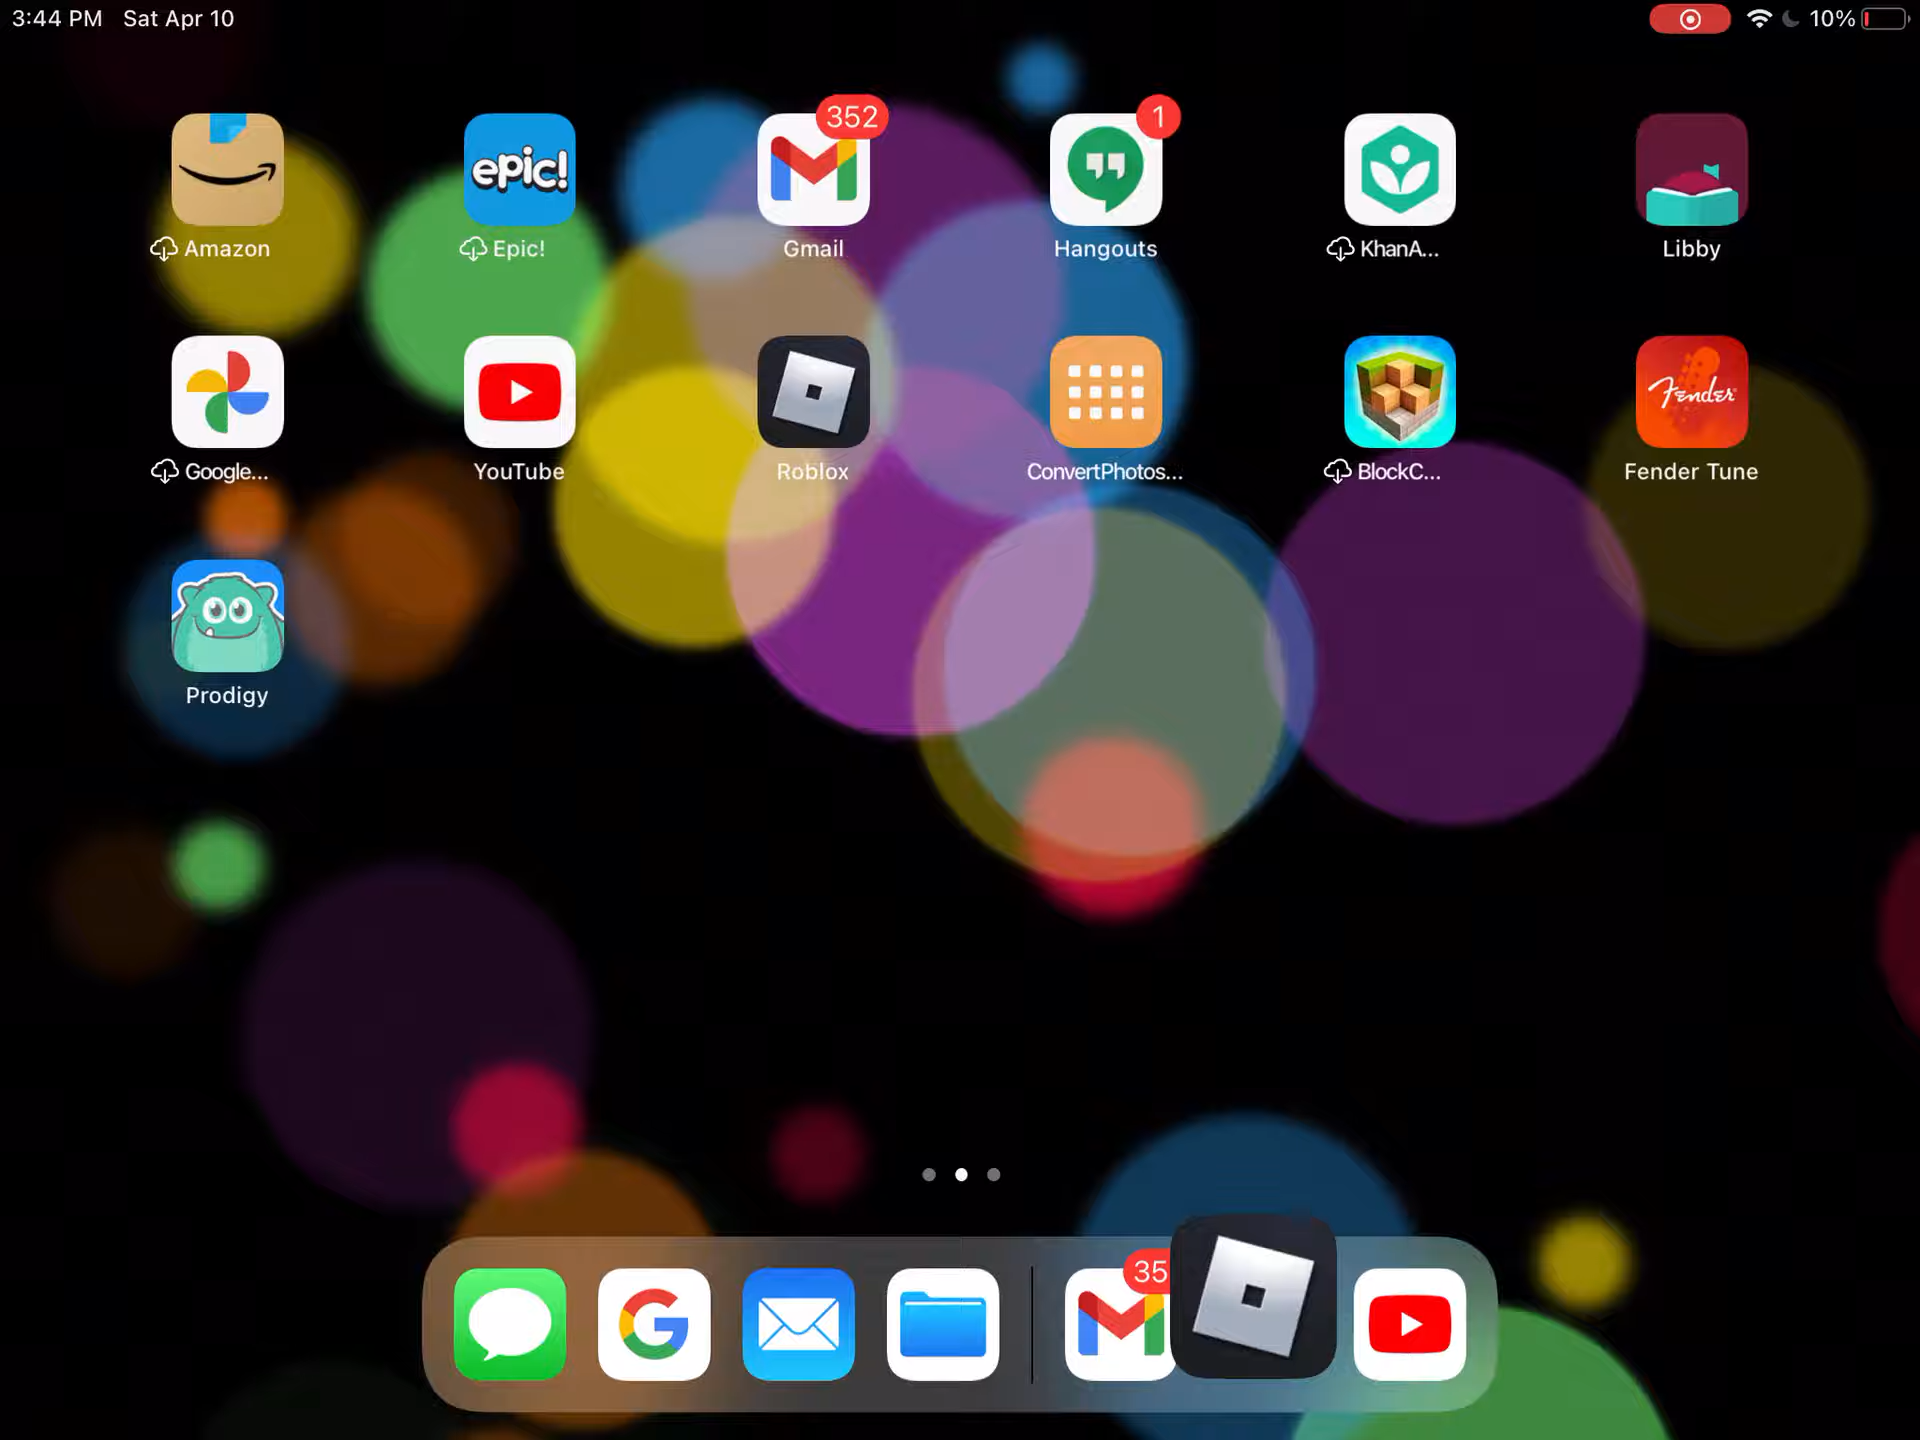 3:44 PM Sat Apr 10
10%
352
1
epic!
Amazon
Epic!
Gmail
Hangouts
KhanA...
Libby
Fender
Google...
YouTube
Roblox
ConvertPhotos...
BlockC...
Fender Tune
Prodigy
35